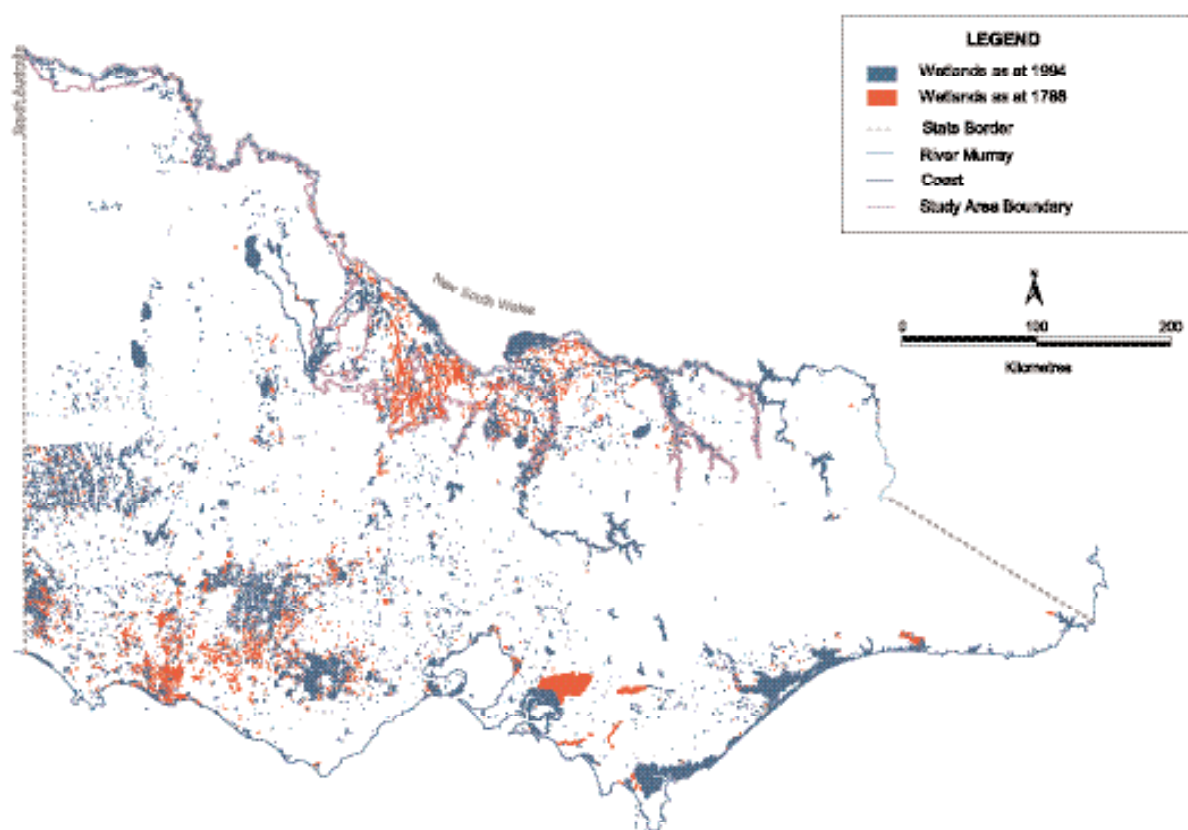 LEGEND
Wetlands as at 1994
Wetlands as at 1788
State Border
River Murray
Coast
Study Area Boundary
South Australia
New South Wales
N
0 100 200
Kilometres